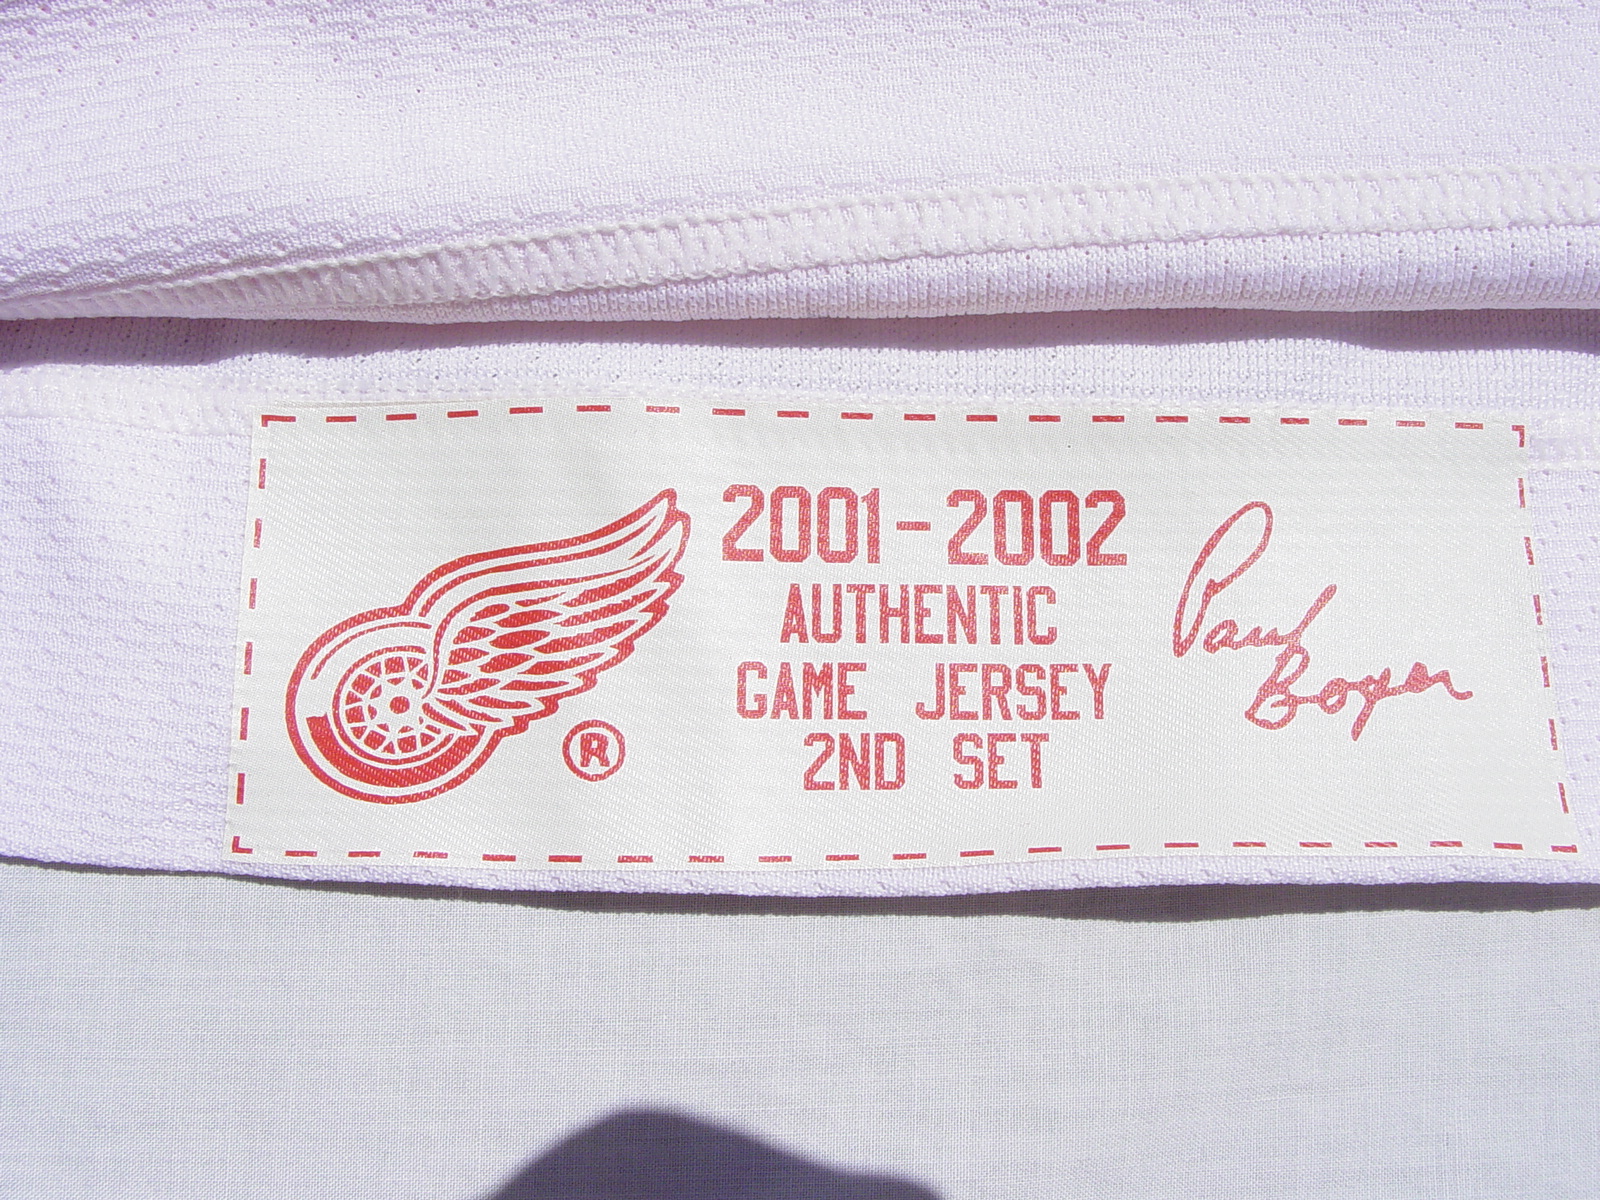 2001-2002
AUTHENTIC
GAME JERSEY
2ND SET
Paul
Boyer
®